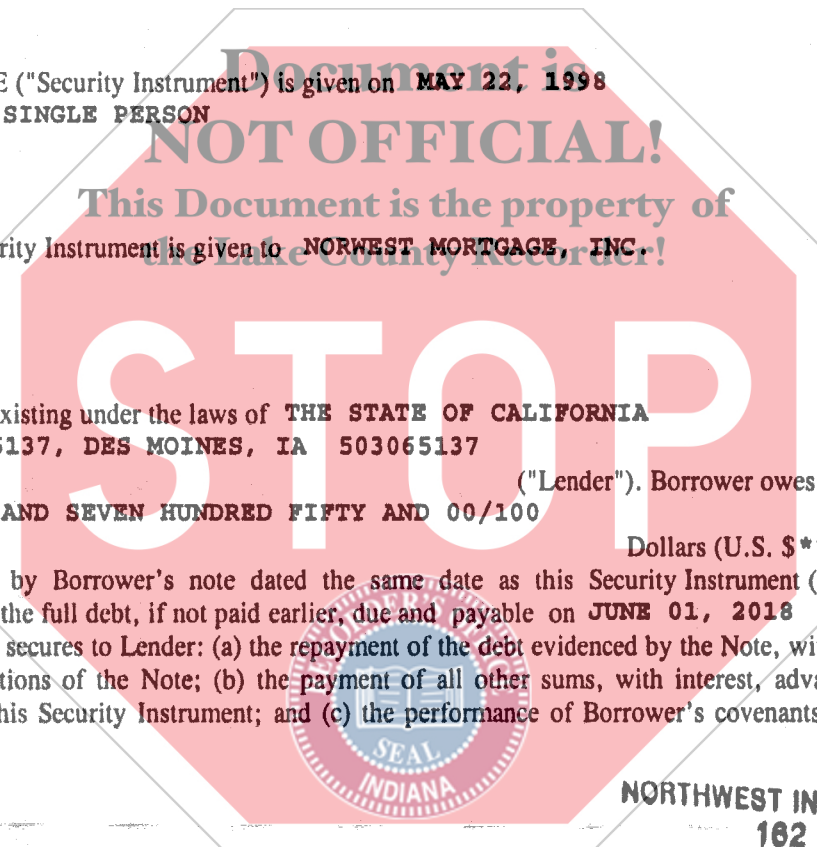 Document is
E ("Security Instrument") is given on MAY 22, 1998
SINGLE PERSON
NOT OFFICIAL!
This Document is the property of
rity Instrument is given to NORWEST MORTGAGE, INC.
the Lake County Recorder!
STOP
xisting under the laws of THE STATE OF CALIFORNIA
5137, DES MOINES, IA 503065137
("Lender"). Borrower owes
AND SEVEN HUNDRED FIFTY AND 00/100
Dollars (U.S. $*
by Borrower's note dated the same date as this Security Instrument (
the full debt, if not paid earlier, due and payable on JUNE 01, 2018
secures to Lender: (a) the repayment of the debt evidenced by the Note, wi
tions of the Note; (b) the payment of all other sums, with interest, adva
his Security Instrument; and (c) the performance of Borrower's covenants
RECORDER'S OFFICE
SEAL
INDIANA
NORTHWEST IN
162